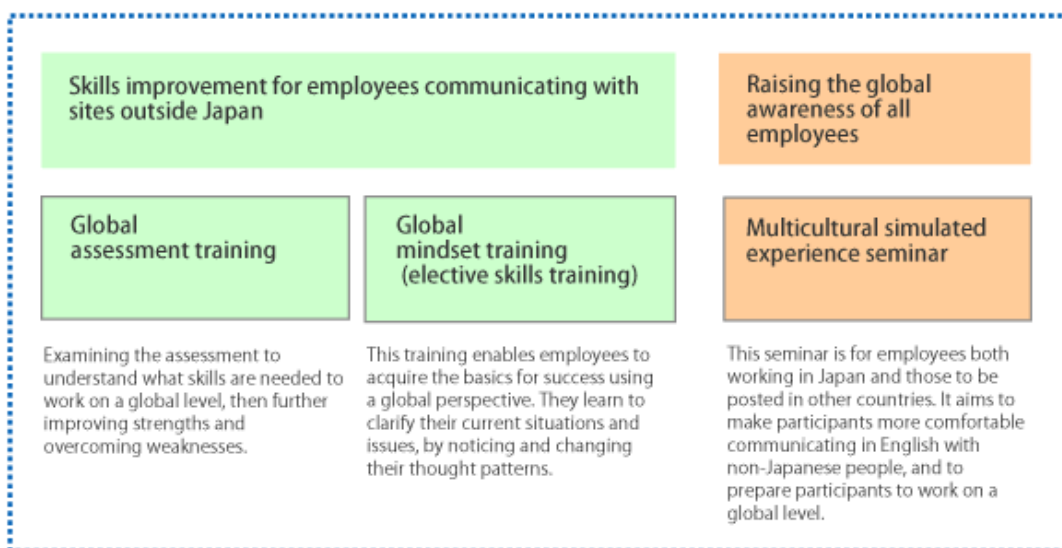 Skills improvement for employees communicating with
sites outside Japan
Raising the global
awareness of all
employees
Global
assessment training
Global
mindset training
(elective skills training)
Multicultural simulated
experience seminar
Examining the assessment to
understand what skills are needed to
work on a global level, then further
improving strengths and
overcoming weaknesses.
This training enables employees to
acquire the basics for success using
a global perspective. They learn to
clarify their current situations and
issues, by noticing and changing
their thought patterns.
This seminar is for employees both
working in Japan and those to be
posted in other countries. It aims to
make participants more comfortable
communicating in English with
non-Japanese people, and to
prepare participants to work on a
global level.